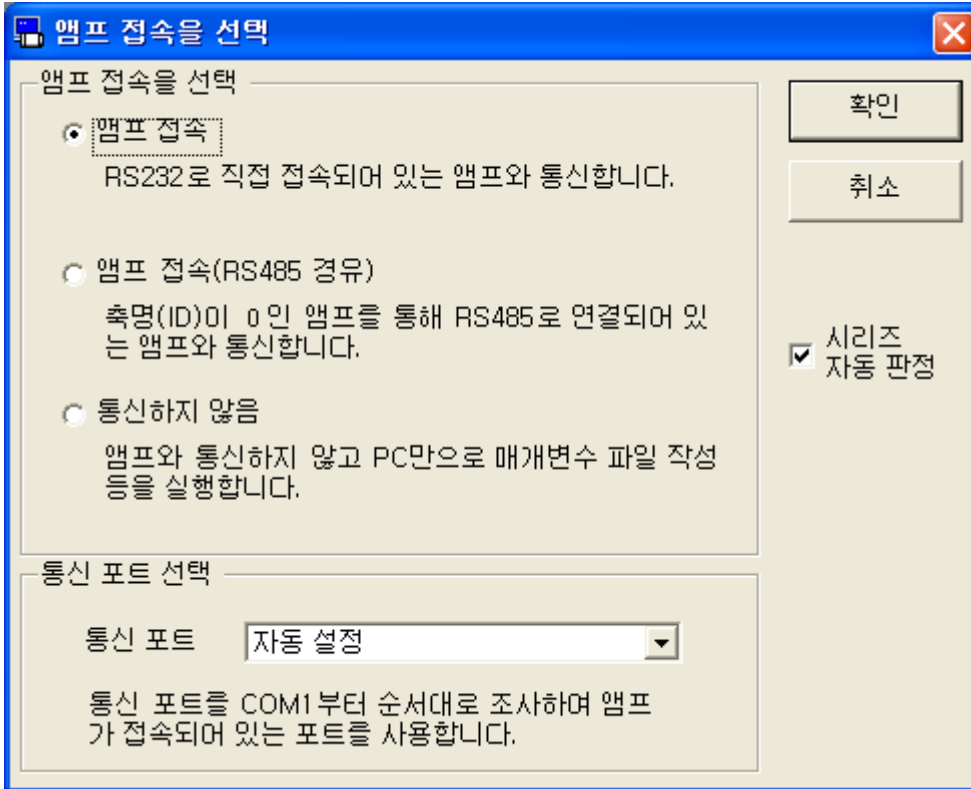 앰프 접속을 선택
앰프 접속을 선택
앰프 접속
RS232로 직접 접속되어 있는 앰프와 통신합니다.
앰프 접속(RS485 경유)
축명(ID)이 0인 앰프를 통해 RS485로 연결되어 있
는 앰프와 통신합니다.
통신하지 않음
앰프와 통신하지 않고 PC만으로 매개변수 파일 작성
등을 실행합니다.
확인
취소
시리즈
자동 판정
통신 포트 선택
통신 포트 자동 설정
통신 포트를 COM1부터 순서대로 조사하며 앰프
가 접속되어 있는 포트를 사용합니다.